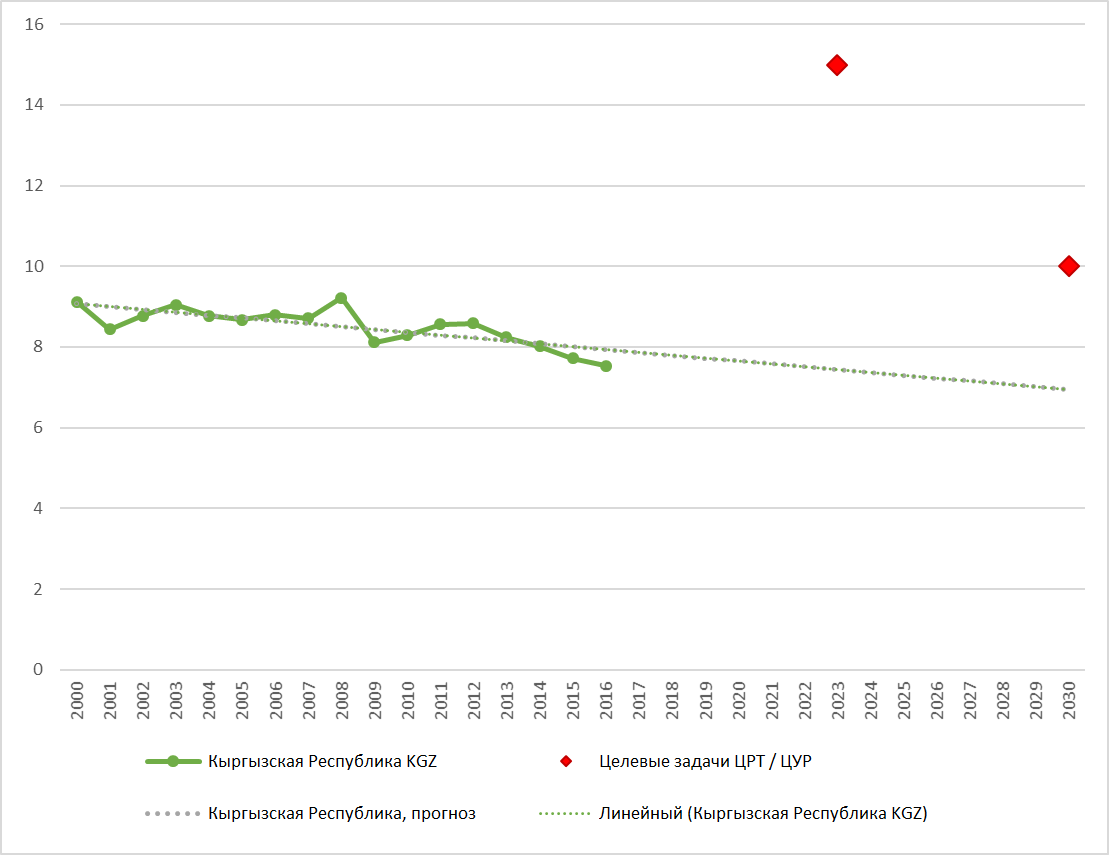 16
14
12
10
8
6
4
2
0
2000 2001 2002 2003 2004 2005 2006 2007 2008 2009 2010 2011 2012 2013 2014 2015 2016 2017 2018 2019 2020 2021 2022 2023 2024 2025 2026 2027 2028 2029 2030
Кыргызская Республика KGZ
Целевые задачи ЦРТ / ЦУР
Кыргызская Республика, прогноз
Линейный (Кыргызская Республика KGZ)